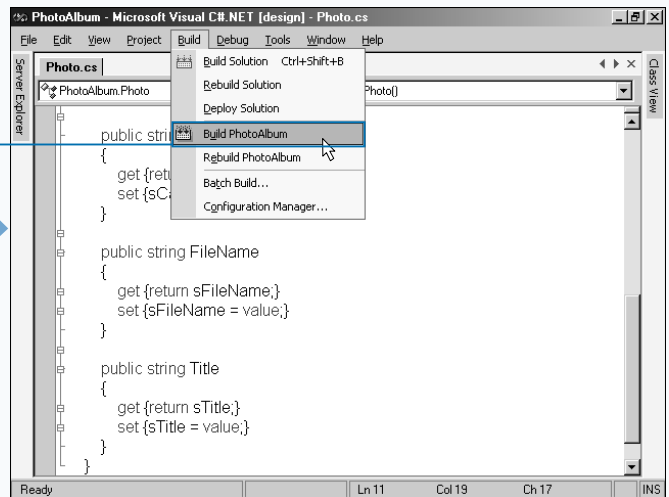 PhotoAlbum - Microsoft Visual C#.NET [design] - Photo.cs
File Edit View Project Build Debug Tools Window Help
Build Solution Ctrl+Shift+B
Rebuild Solution
Deploy Solution
Build PhotoAlbum
Rebuild PhotoAlbum
Batch Build...
Configuration Manager...
Server Explorer
Class View
Photo.cs
PhotoAlbum.Photo Photo()
public
{
get
set
}
public string FileName
{
get {return sFileName;}
set {sFileName = value;}
}
public string Title
{
get {return sTitle;}
set {sTitle = value;}
}
}
Ready Ln 11 Col 19 Ch 17 INS